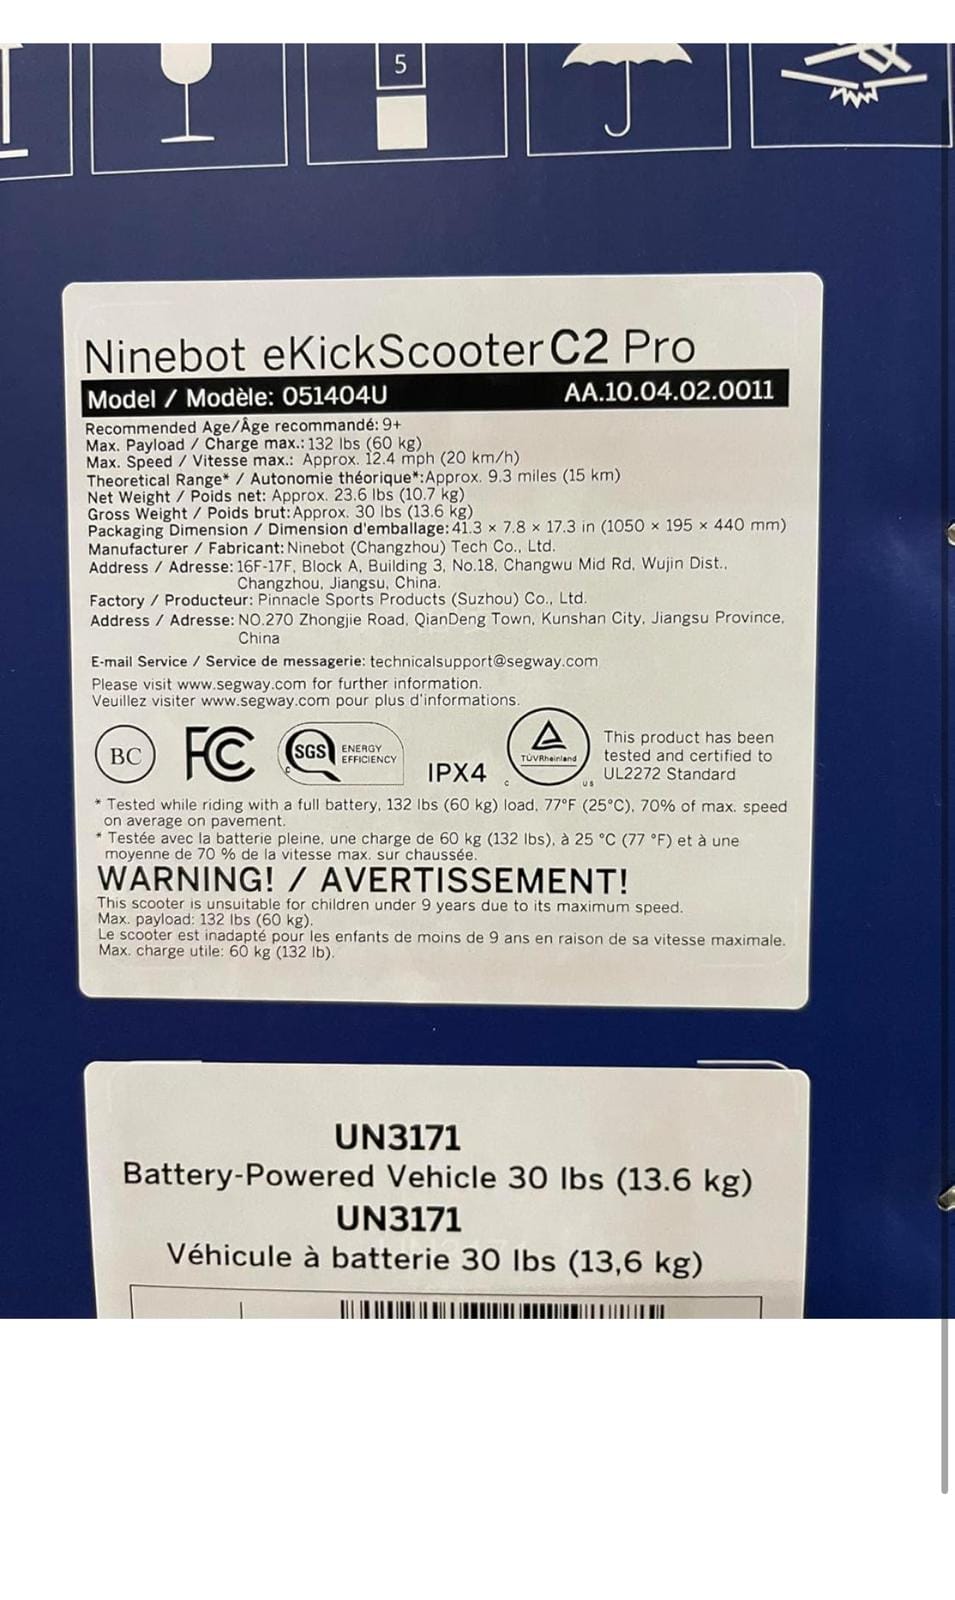 5
Ninebot eKickScooter C2 Pro
Model / Modèle: 051404U AA.10.04.02.0011
Recommended Age/Âge recommandé: 9+
Max. Payload / Charge max.: 132 lbs (60 kg)
Max. Speed / Vitesse max.: Approx. 12.4 mph (20 km/h)
Theoretical Range* / Autonomie théorique*:Approx. 9.3 miles (15 km)
Net Weight / Poids net: Approx. 23.6 lbs (10.7 kg)
Gross Weight / Poids brut:Approx. 30 lbs (13.6 kg)
Packaging Dimension / Dimension d'emballage: 41.3 × 7.8 × 17.3 in (1050 × 195 × 440 mm)
Manufacturer / Fabricant: Ninebot (Changzhou) Tech Co., Ltd.
Address / Adresse: 16F-17F, Block A, Building 3, No.18, Changwu Mid Rd, Wujin Dist.,
Changzhou, Jiangsu, China.
Factory / Producteur: Pinnacle Sports Products (Suzhou) Co., Ltd.
Address / Adresse: NO.270 Zhongjie Road, QianDeng Town, Kunshan City, Jiangsu Province,
China
E-mail Service / Service de messagerie: technicalsupport@segway.com
Please visit www.segway.com for further information.
Veuillez visiter www.segway.com pour plus d'informations.
BC FC SGS C ENERGY
EFFICIENCY
IPX4
TÜVRheinland
C US
This product has been
tested and certified to
UL2272 Standard
* Tested while riding with a full battery, 132 lbs (60 kg) load, 77°F (25°C), 70% of max. speed
on average on pavement.
* Testée avec la batterie pleine, une charge de 60 kg (132 lbs), à 25 °C (77 °F) et à une
moyenne de 70 % de la vitesse max. sur chaussée.
WARNING! / AVERTISSEMENT!
This scooter is unsuitable for children under 9 years due to its maximum speed.
Max. payload: 132 lbs (60 kg).
Le scooter est inadapté pour les enfants de moins de 9 ans en raison de sa vitesse maximale.
Max. charge utile: 60 kg (132 lb).
UN3171
Battery-Powered Vehicle 30 lbs (13.6 kg)
UN3171
Véhicule à batterie 30 lbs (13,6 kg)